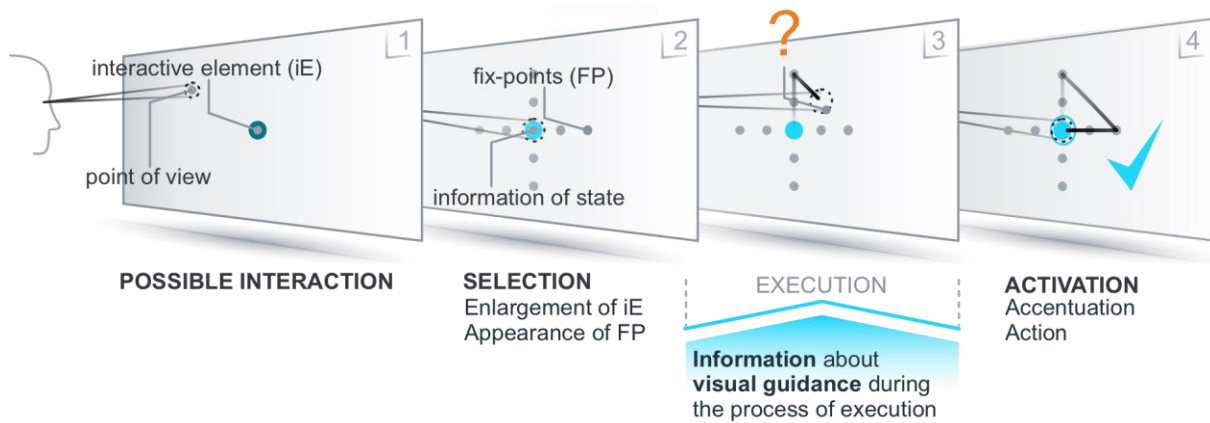 1
interactive element (iE)
point of view
2
fix-points (FP)
information of state
?
3
4
POSSIBLE INTERACTION
SELECTION
Enlargement of iE
Appearance of FP
EXECUTION
Information about
visual guidance during
the process of execution
ACTIVATION
Accentuation
Action